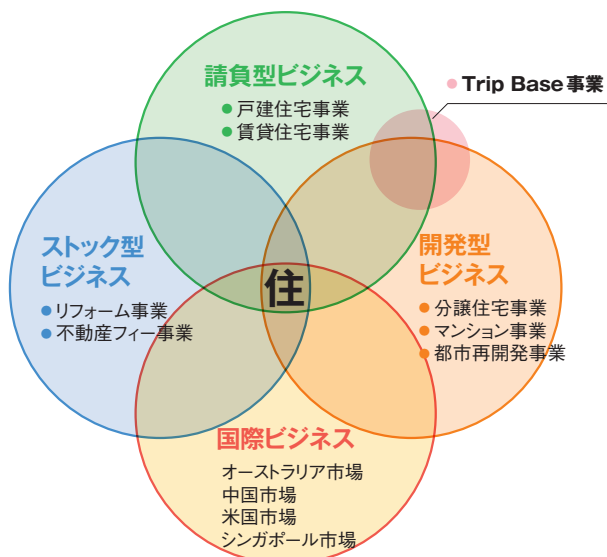 請負型ビジネス
● 戸建住宅事業
● 賃貸住宅事業
● Trip Base 事業
ストック型
ビジネス
● リフォーム事業
● 不動産フィー事業
住
開発型
ビジネス
● 分譲住宅事業
● マンション事業
● 都市再開発事業
国際ビジネス
オーストラリア市場
中国市場
米国市場
シンガポール市場